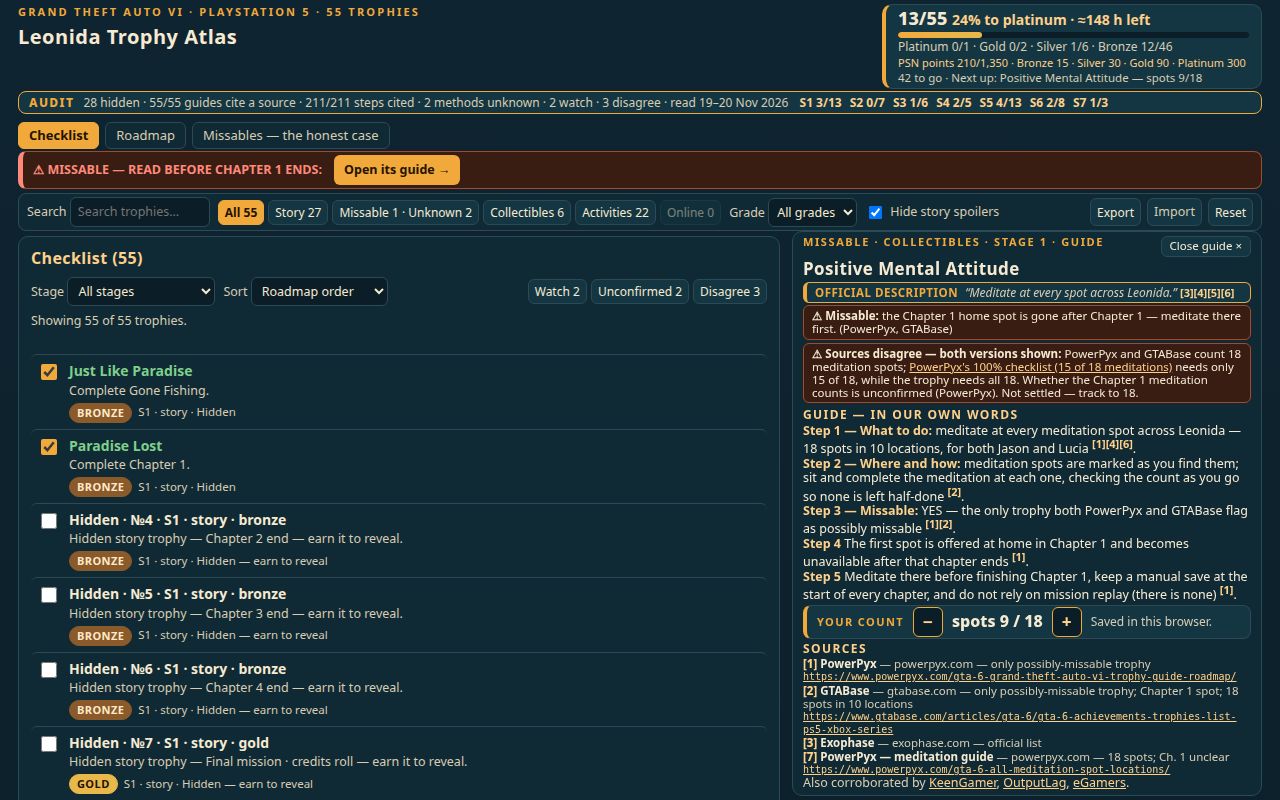 GRAND THEFT AUTO VI · PLAYSTATION 5 · 55 TROPHIES
Leonida Trophy Atlas
13/55 24% to platinum · ≈148 h left
Platinum 0/1 · Gold 0/2 · Silver 1/6 · Bronze 12/46
PSN points 210/1,350 · Bronze 15 · Silver 30 · Gold 90 · Platinum 300
42 to go · Next up: Positive Mental Attitude — spots 9/18
AUDIT 28 hidden · 55/55 guides cite a source · 211/211 steps cited · 2 methods unknown · 2 watch · 3 disagree · read 19–20 Nov 2026 S1 3/13 S2 0/7 S3 1/6 S4 2/5 S5 4/13 S6 2/8 S7 1/3
Checklist Roadmap Missables — the honest case
⚠ MISSABLE — READ BEFORE CHAPTER 1 ENDS: Open its guide →
Search Search trophies... All 55 Story 27 Missable 1 · Unknown 2 Collectibles 6 Activities 22 Online 0 Grade All grades Hide story spoilers Export Import Reset
Checklist (55)
Stage All stages Sort Roadmap order Watch 2 Unconfirmed 2 Disagree 3
Showing 55 of 55 trophies.
Just Like Paradise
Complete Gone Fishing.
BRONZE S1 · story · Hidden
Paradise Lost
Complete Chapter 1.
BRONZE S1 · story · Hidden
Hidden · №4 · S1 · story · bronze
Hidden story trophy — Chapter 2 end — earn it to reveal.
BRONZE S1 · story · Hidden — earn to reveal
Hidden · №5 · S1 · story · bronze
Hidden story trophy — Chapter 3 end — earn it to reveal.
BRONZE S1 · story · Hidden — earn to reveal
Hidden · №6 · S1 · story · bronze
Hidden story trophy — Chapter 4 end — earn it to reveal.
BRONZE S1 · story · Hidden — earn to reveal
Hidden · №7 · S1 · story · gold
Hidden story trophy — Final mission · credits roll — earn it to reveal.
GOLD S1 · story · Hidden — earn to reveal
MISSABLE · COLLECTIBLES · STAGE 1 · GUIDE Close guide ×
Positive Mental Attitude
OFFICIAL DESCRIPTION “Meditate at every spot across Leonida.” [3][4][5][6]
⚠ Missable: the Chapter 1 home spot is gone after Chapter 1 — meditate there
first. (PowerPyx, GTABase)
⚠ Sources disagree — both versions shown: PowerPyx and GTABase count 18
meditation spots; PowerPyx's 100% checklist (15 of 18 meditations) needs only
15 of 18, while the trophy needs all 18. Whether the Chapter 1 meditation
counts is unconfirmed (PowerPyx). Not settled — track to 18.
GUIDE — IN OUR OWN WORDS
Step 1 — What to do: meditate at every meditation spot across Leonida —
18 spots in 10 locations, for both Jason and Lucia [1][4][6].
Step 2 — Where and how: meditation spots are marked as you find them;
sit and complete the meditation at each one, checking the count as you go
so none is left half-done [2].
Step 3 — Missable: YES — the only trophy both PowerPyx and GTABase flag
as possibly missable [1][2].
Step 4 The first spot is offered at home in Chapter 1 and becomes
unavailable after that chapter ends [1].
Step 5 Meditate there before finishing Chapter 1, keep a manual save at the
start of every chapter, and do not rely on mission replay (there is none) [1].
YOUR COUNT − spots 9 / 18 + Saved in this browser.
SOURCES
[1] PowerPyx — powerpyx.com — only possibly-missable trophy
https://www.powerpyx.com/gta-6-grand-theft-auto-vi-trophy-guide-roadmap/
[2] GTABase — gtabase.com — only possibly-missable trophy; Chapter 1 spot; 18
spots in 10 locations
https://www.gtabase.com/articles/gta-6/gta-6-achievements-trophies-list-
ps5-xbox-series
[3] Exophase — exophase.com — official list
[7] PowerPyx — meditation guide — powerpyx.com — 18 spots; Ch. 1 unclear
https://www.powerpyx.com/gta-6-all-meditation-spot-locations/
Also corroborated by KeenGamer, OutputLag, eGamers.